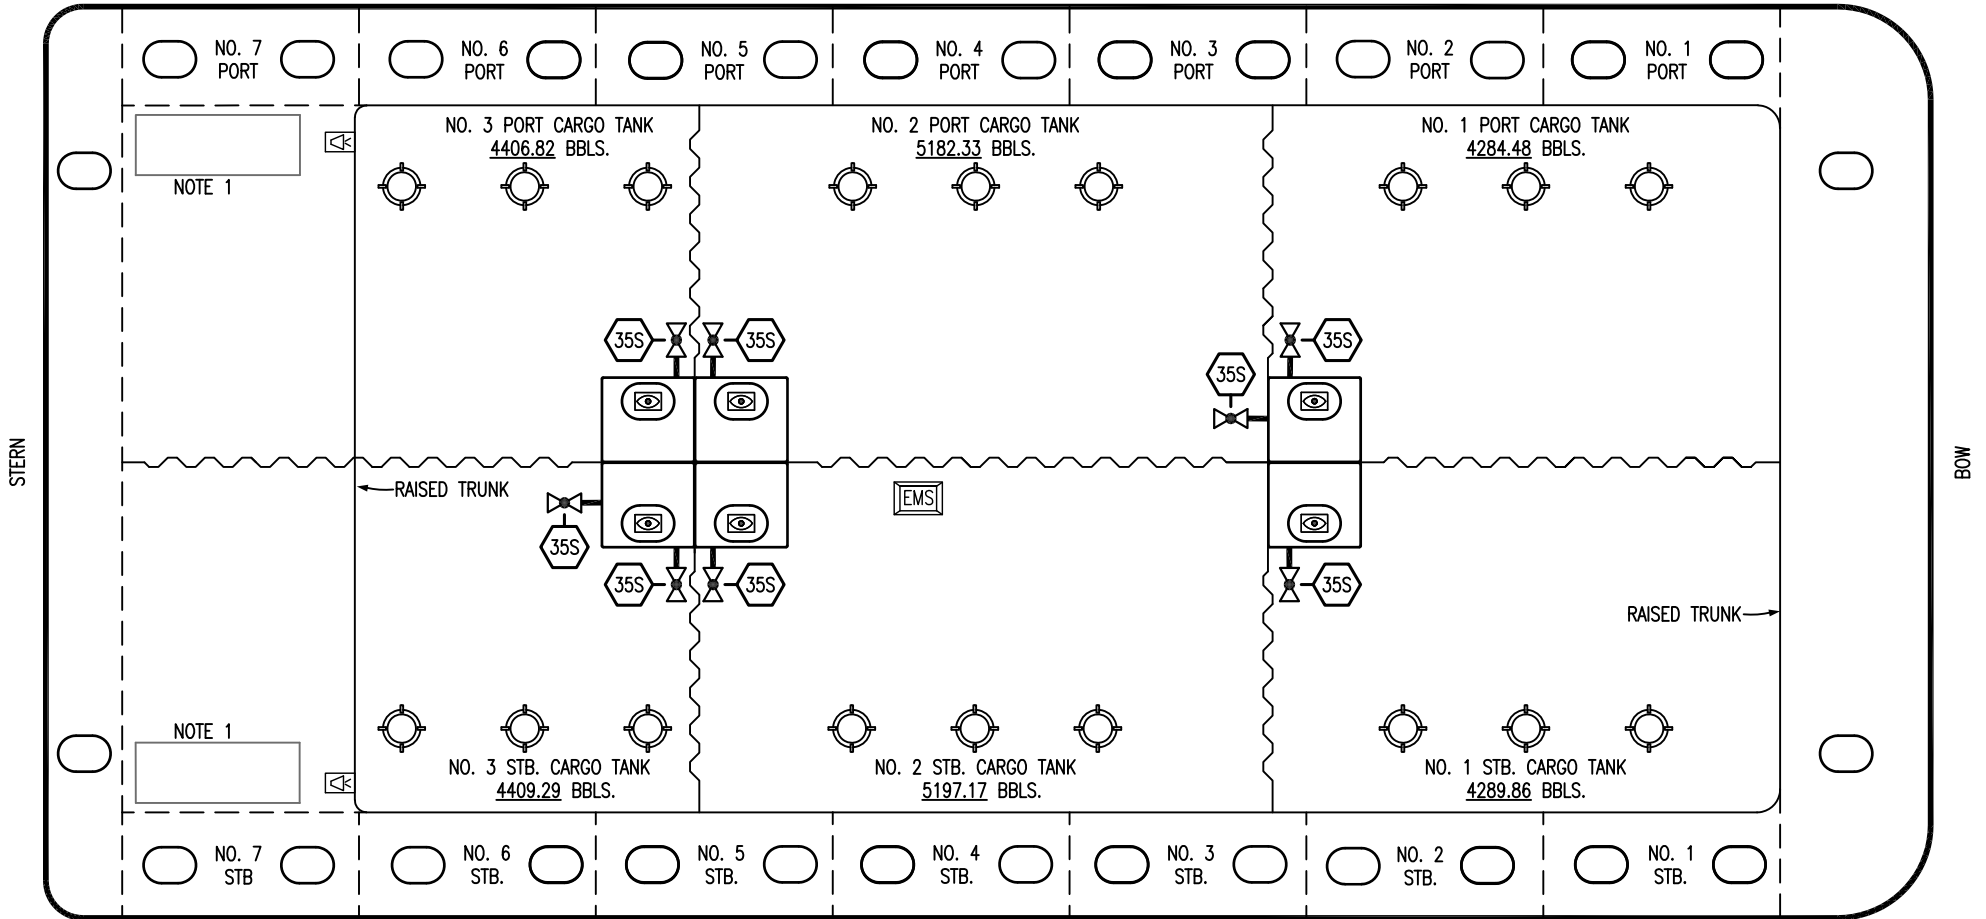 NO. 7
PORT
NO. 6
PORT
NO. 5
PORT
NO. 4
PORT
NO. 3
PORT
NO. 2
PORT
NO. 1
PORT
NO. 3 PORT CARGO TANK
4406.82 BBLS.
NO. 2 PORT CARGO TANK
5182.33 BBLS.
NO. 1 PORT CARGO TANK
4284.48 BBLS.
NOTE 1
35S
35S
35S
35S
STERN
BOW
RAISED TRUNK
EMS
35S
35S
35S
35S
RAISED TRUNK
NOTE 1
NO. 3 STB. CARGO TANK
4409.29 BBLS.
NO. 2 STB. CARGO TANK
5197.17 BBLS.
NO. 1 STB. CARGO TANK
4289.86 BBLS.
NO. 7
STB
NO. 6
STB.
NO. 5
STB.
NO. 4
STB.
NO. 3
STB.
NO. 2
STB.
NO. 1
STB.